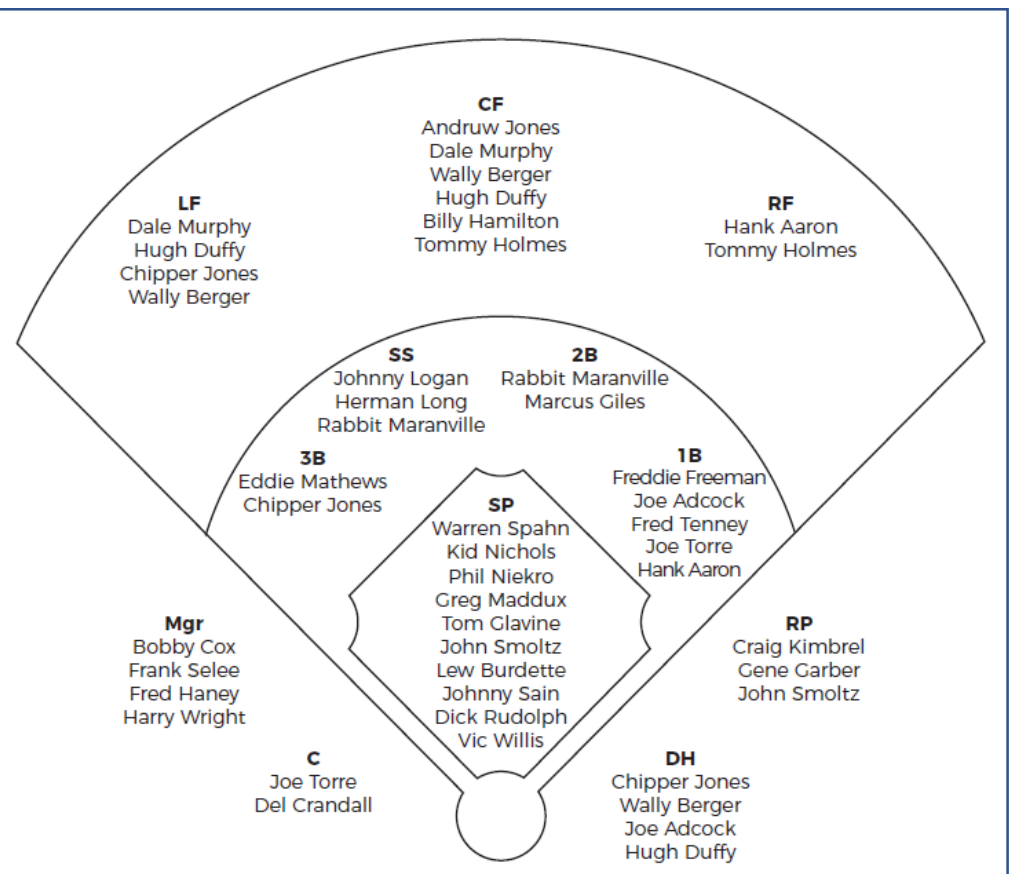 CF
Andruw Jones
Dale Murphy
Wally Berger
Hugh Duffy
Billy Hamilton
Tommy Holmes
LF
Dale Murphy
Hugh Duffy
Chipper Jones
Wally Berger
RF
Hank Aaron
Tommy Holmes
SS
Johnny Logan
Herman Long
Rabbit Maranville
2B
Rabbit Maranville
Marcus Giles
3B
Eddie Mathews
Chipper Jones
1B
Freddie Freeman
Joe Adcock
Fred Tenney
Joe Torre
Hank Aaron
SP
Warren Spahn
Kid Nichols
Phil Niekro
Greg Maddux
Tom Glavine
John Smoltz
Lew Burdette
Johnny Sain
Dick Rudolph
Vic Willis
Mgr
Bobby Cox
Frank Selee
Fred Haney
Harry Wright
RP
Craig Kimbrel
Gene Garber
John Smoltz
C
Joe Torre
Del Crandall
DH
Chipper Jones
Wally Berger
Joe Adcock
Hugh Duffy